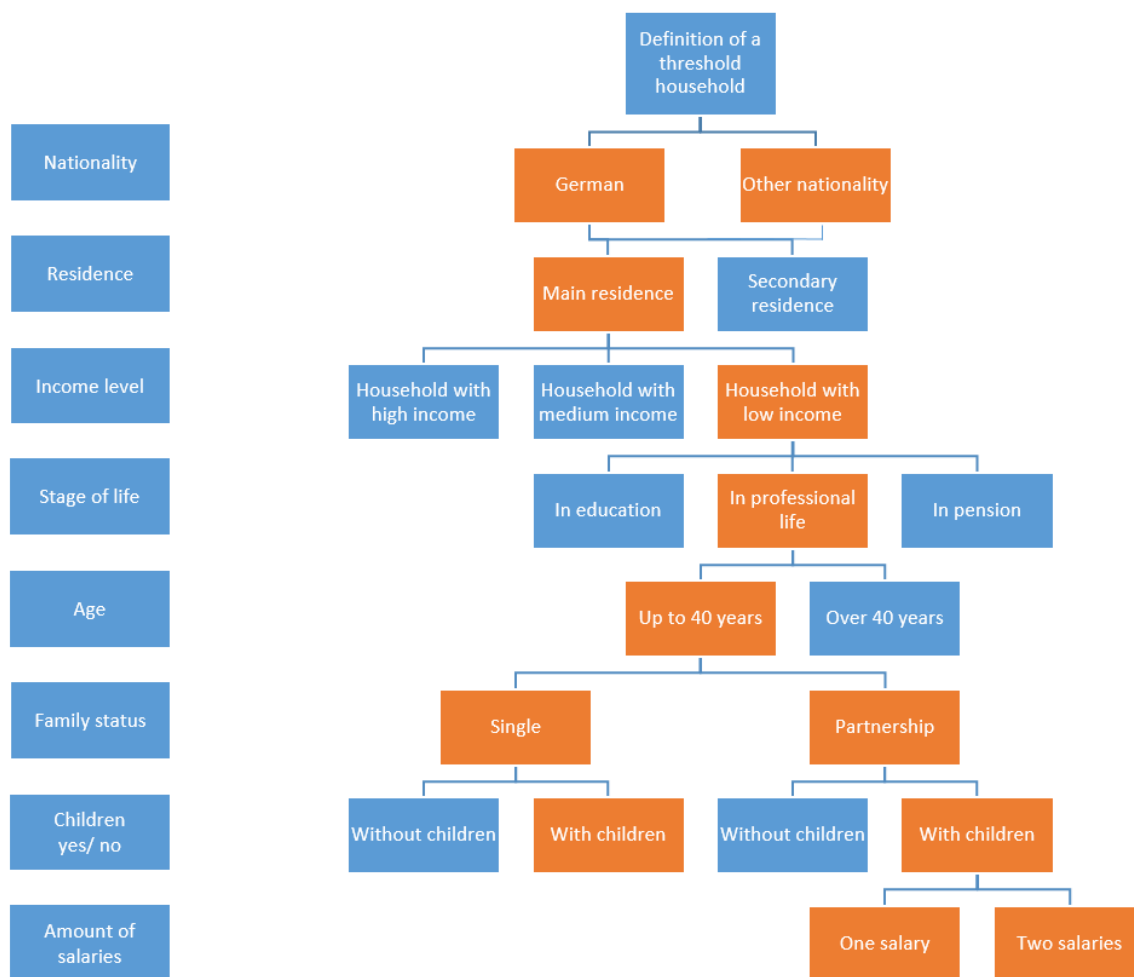 Definition of a
threshold
household
Nationality
German
Other nationality
Residence
Main residence
Secondary
residence
Income level
Household with
high income
Household with
medium income
Household with
low income
Stage of life
In education
In professional
life
In pension
Age
Up to 40 years
Over 40 years
Family status
Single
Partnership
Children
yes/ no
Without children
With children
Without children
With children
Amount of
salaries
One salary
Two salaries